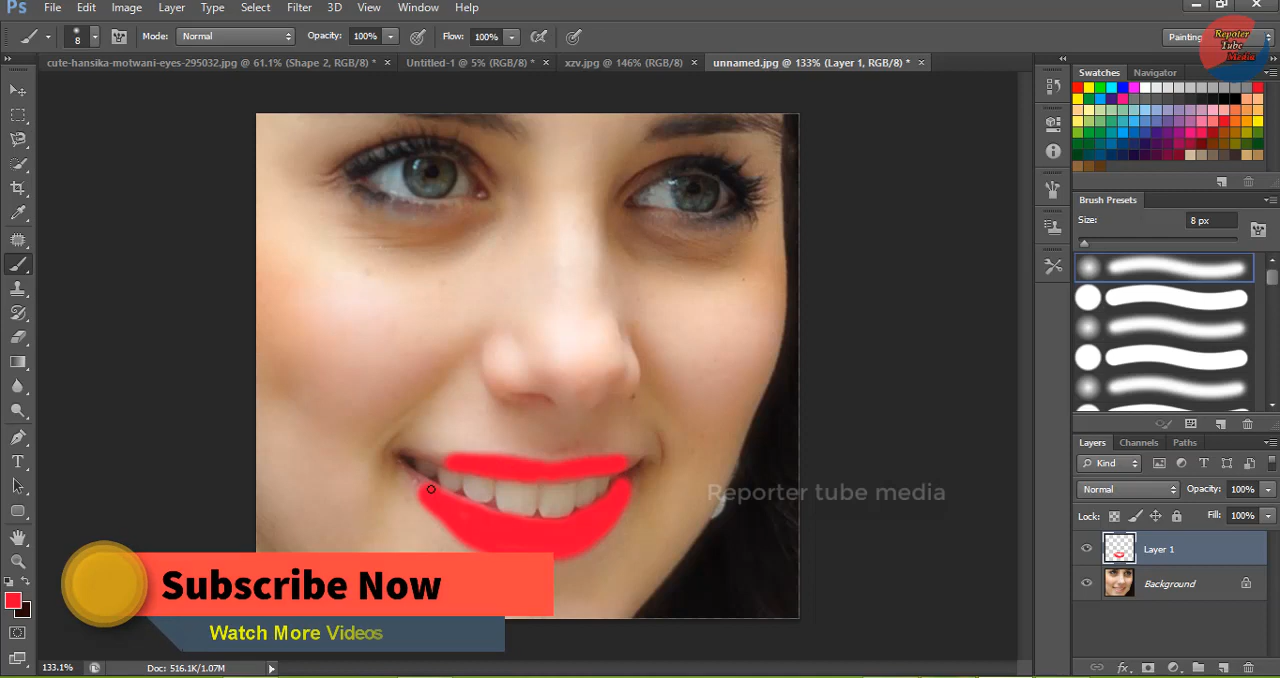 Ps File Edit Image Layer Type Select Filter 3D View Window Help
8 Mode: Normal Opacity: 100% Flow: 100% Painting
Repoter
Tube
Media
cute-hansika-motwani-eyes-295032.jpg @ 61.1% (Shape 2, RGB/8) * × Untitled-1 @ 5% (RGB/8) * × xzv.jpg @ 146% (RGB/8) × unnamed.jpg @ 133% (Layer 1, RGB/8) * ×
Swatches Navigator
Brush Presets
Size: 8 px
Layers Channels Paths
Kind
Normal Opacity: 100%
Lock: Fill: 100%
Layer 1
Background
Reporter tube media
Subscribe Now
Watch More Videos
133.1% Doc: 516.1K/1.07M